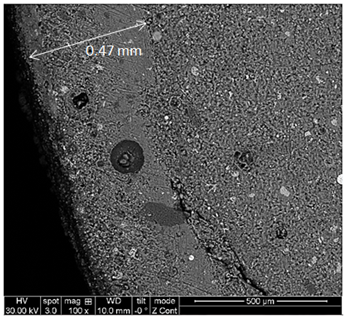 0.47 mm
HV spot mag ⊞ WD tilt mode
30.00 kV 3.0 100 x 10.0 mm -0 ° Z Cont
500 µm